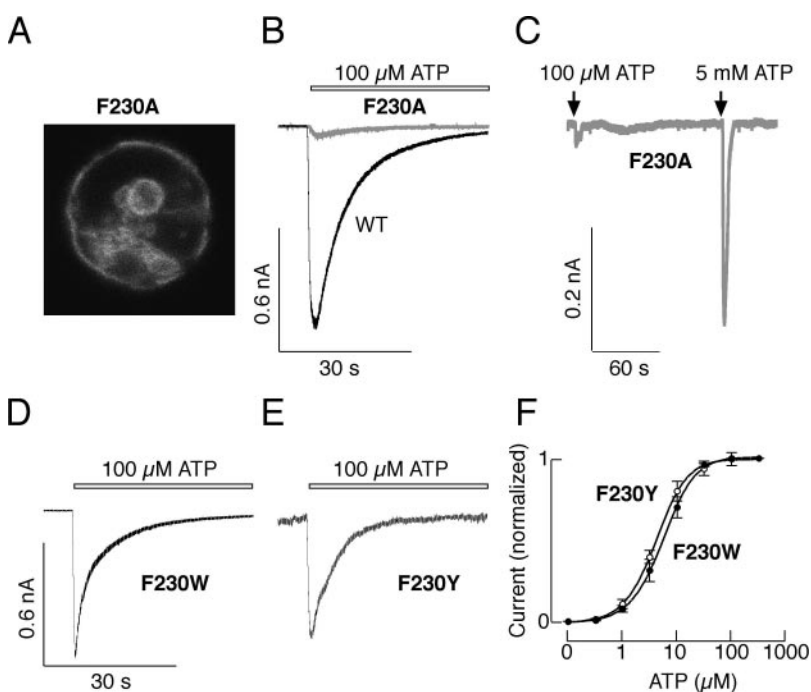 A
F230A
B
100 μM ATP
F230A
WT
0.6 nA
30 s
C
100 μM ATP
5 mM ATP
F230A
0.2 nA
60 s
D
100 μM ATP
F230W
0.6 nA
30 s
E
100 μM ATP
F230Y
F
Current (normalized)
1
0
F230Y
F230W
0 1 10 100 1000
ATP (μM)